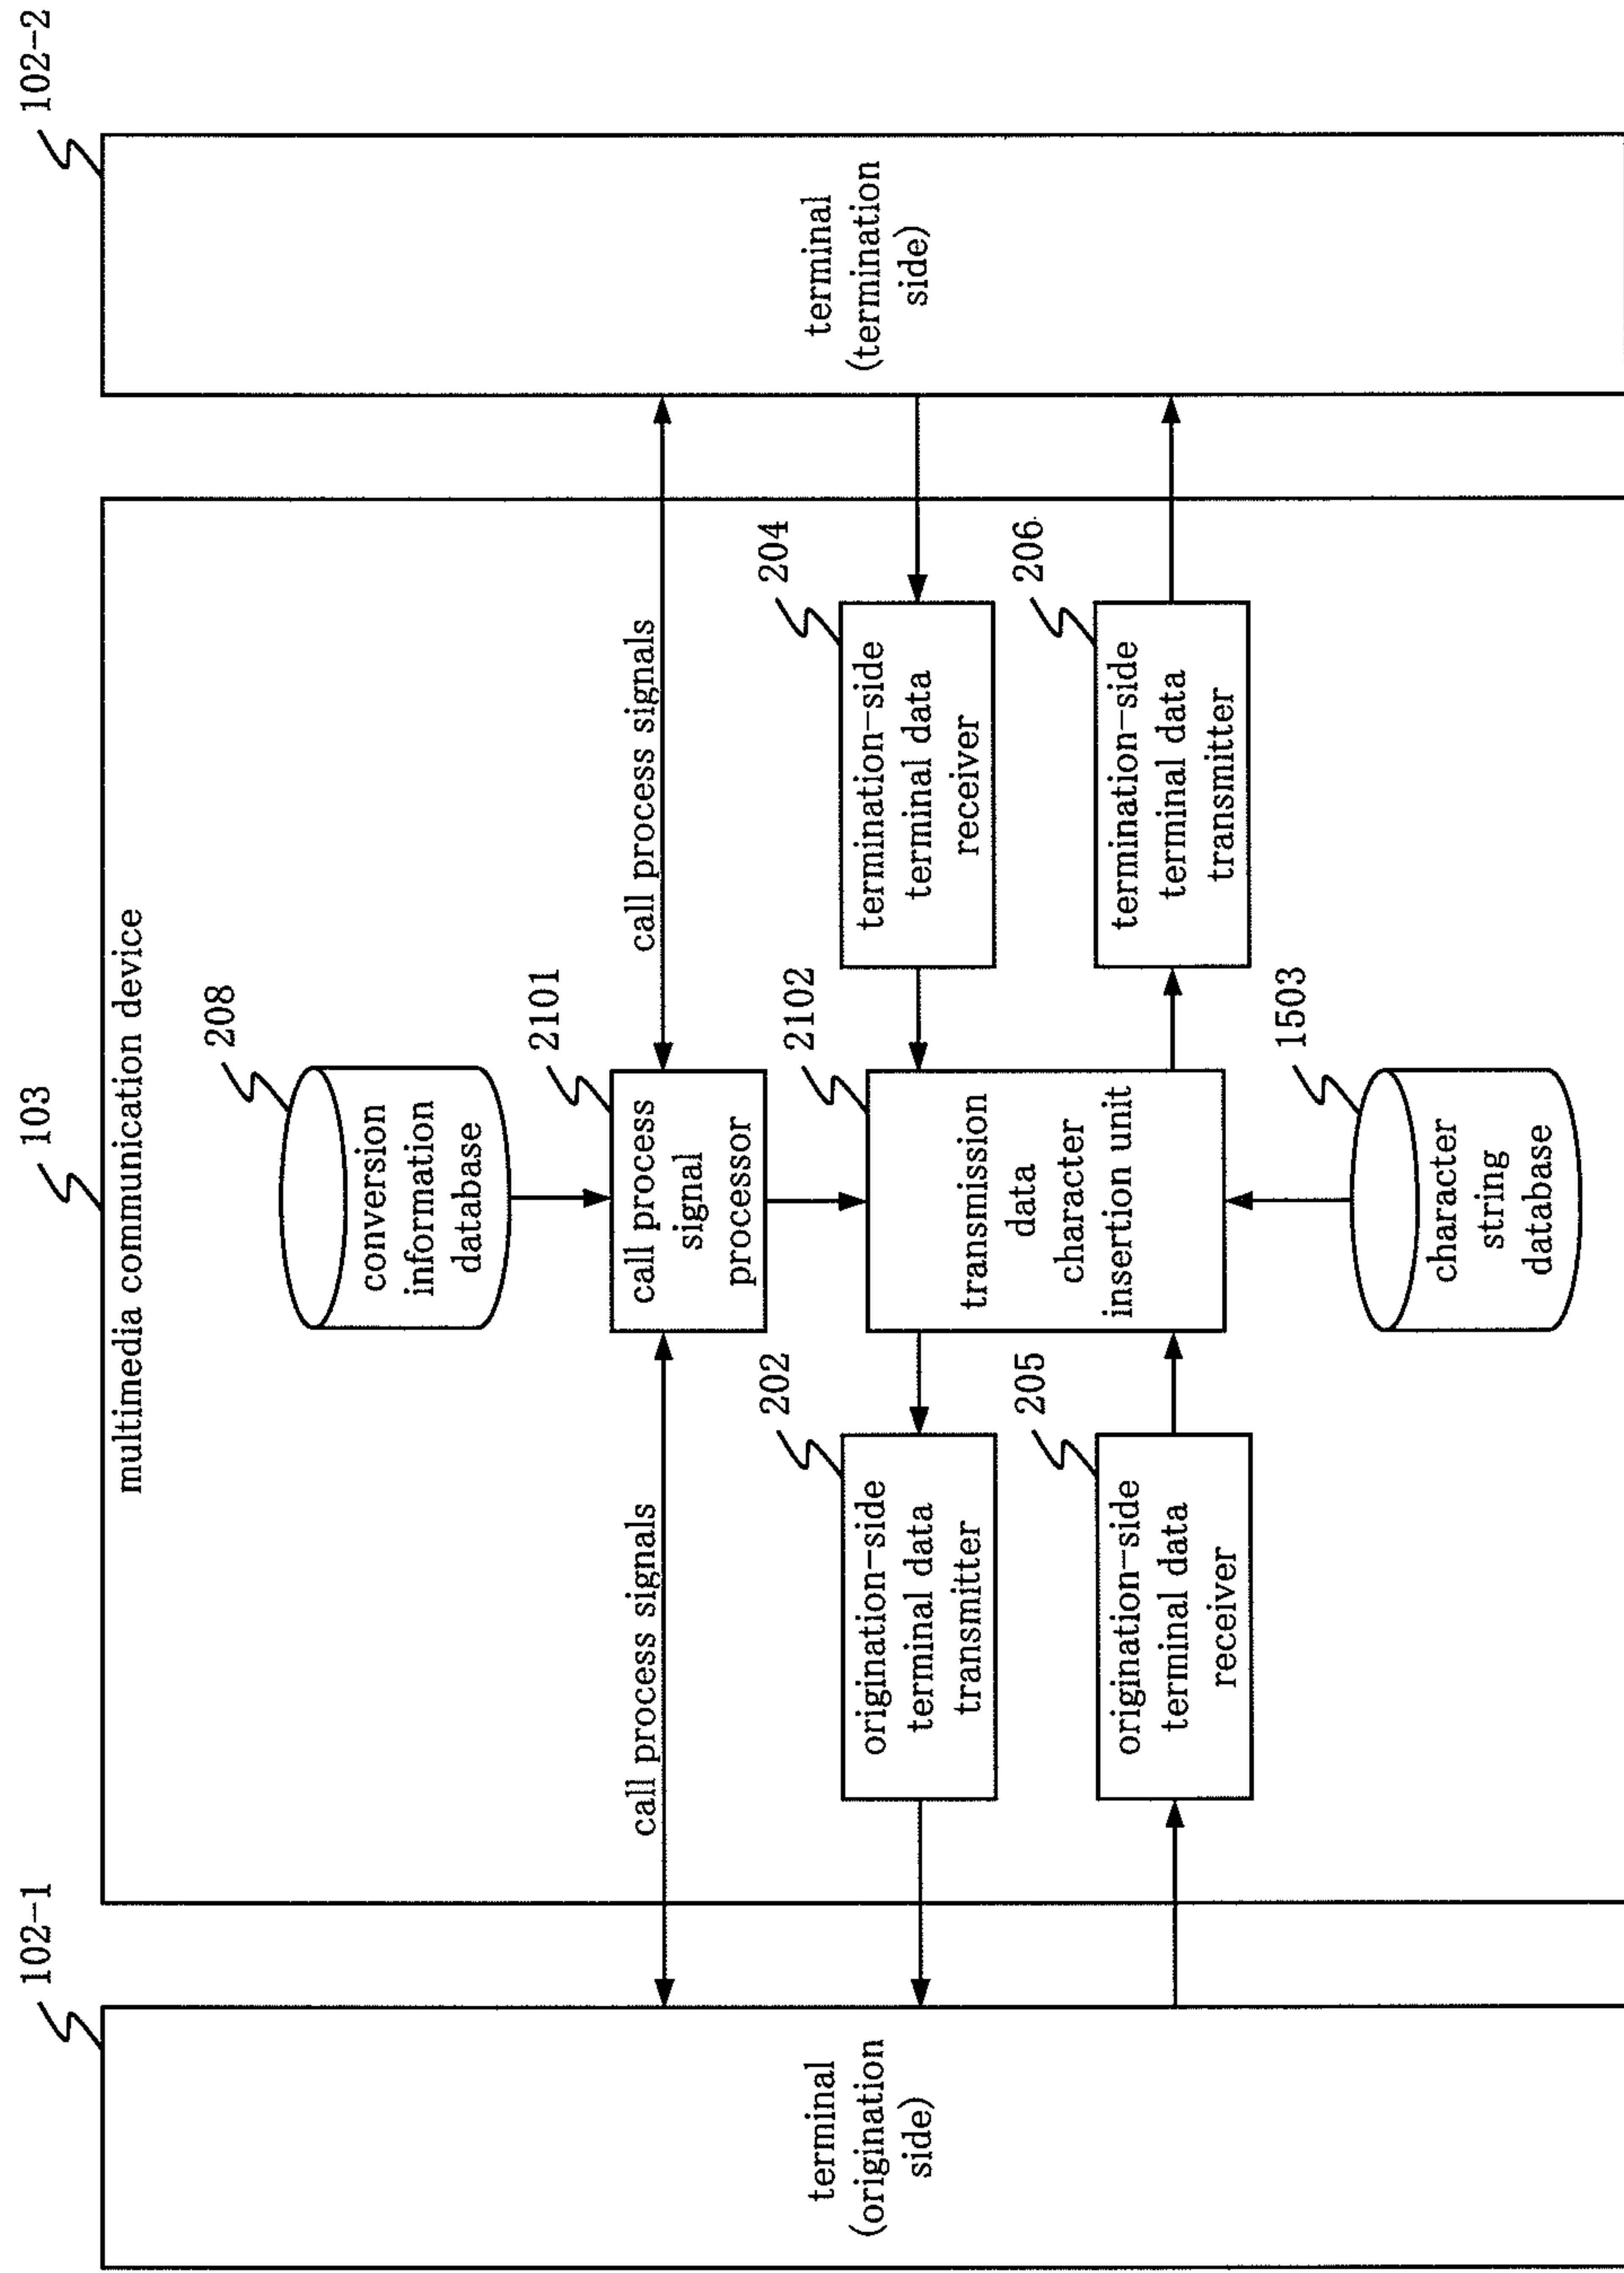 102-1
103
102-2
multimedia communication device
terminal
(origination
side)
208
conversion
information
database
2101
call process signals
call process
signal
processor
call process signals
202
origination-side
terminal data
transmitter
2102
transmission
data
character
insertion unit
204
termination-side
terminal data
receiver
205
origination-side
terminal data
receiver
206
termination-side
terminal data
transmitter
1503
character
string
database
terminal
(termination
side)